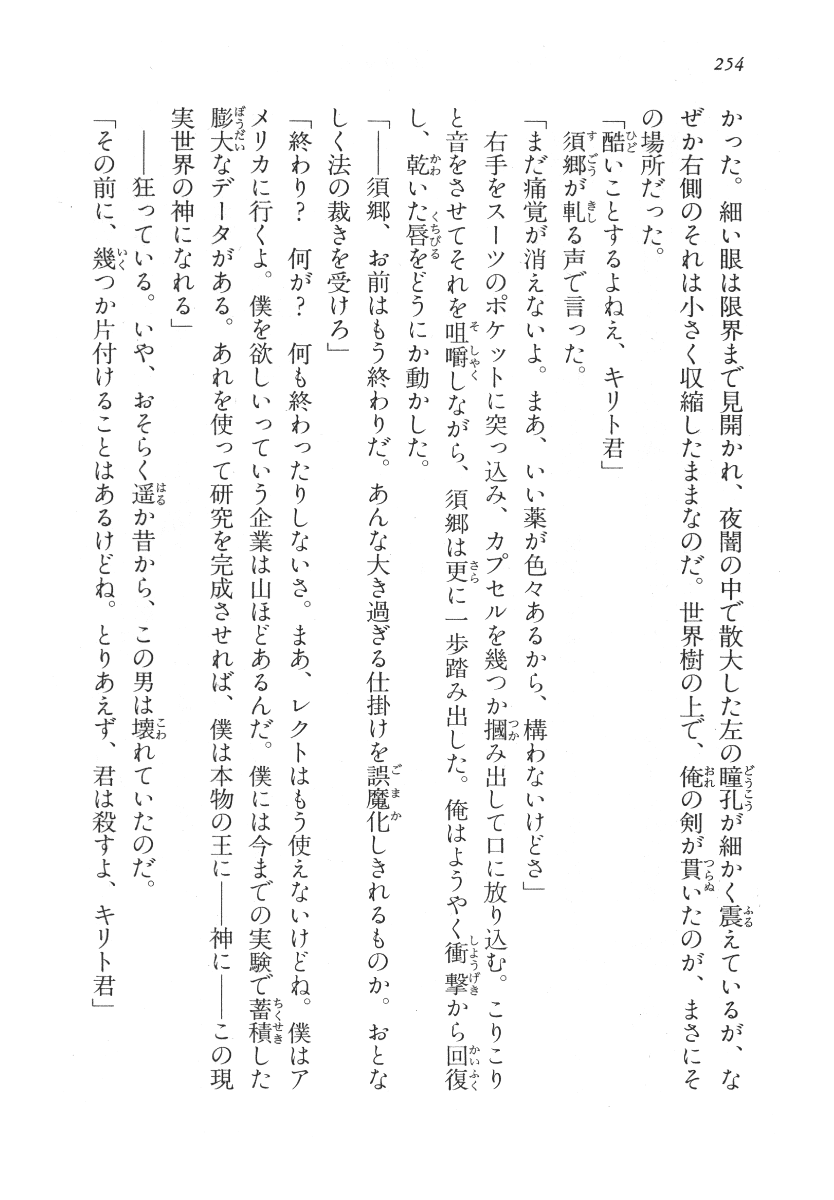 254
かった。細い眼は限界まで見開かれ、夜闇の中で散大した左の瞳孔が細かく震えているが、な
ぜか右側のそれは小さく収縮したままなのだ。世界樹の上で、俺の剣が貫いたのが、まさにそ
の場所だった。
「酷いことするよねえ、キリト君」
須郷が軋る声で言った。
「まだ痛覚が消えないよ。まあ、いい薬が色々あるから、構わないけどさ」
右手をスーツのポケットに突っ込み、カプセルを幾つか摑み出して口に放り込む。こりこり
と音をさせてそれを咀嚼しながら、須郷は更に一歩踏み出した。俺はようやく衝撃から回復
し、乾いた唇をどうにか動かした。
「――須郷、お前はもう終わりだ。あんな大き過ぎる仕掛けを誤魔化しきれるものか。おとな
しく法の裁きを受けろ」
「終わり？　何が？　何も終わったりしないさ。まあ、レクトはもう使えないけどね。僕はア
メリカに行くよ。僕を欲しいっていう企業は山ほどあるんだ。僕には今までの実験で蓄積した
膨大なデータがある。あれを使って研究を完成させれば、僕は本物の王に――神に――この現
実世界の神になれる」
――狂っている。いや、おそらく遥か昔から、この男は壊れていたのだ。
「その前に、幾つか片付けることはあるけどね。とりあえず、君は殺すよ、キリト君」